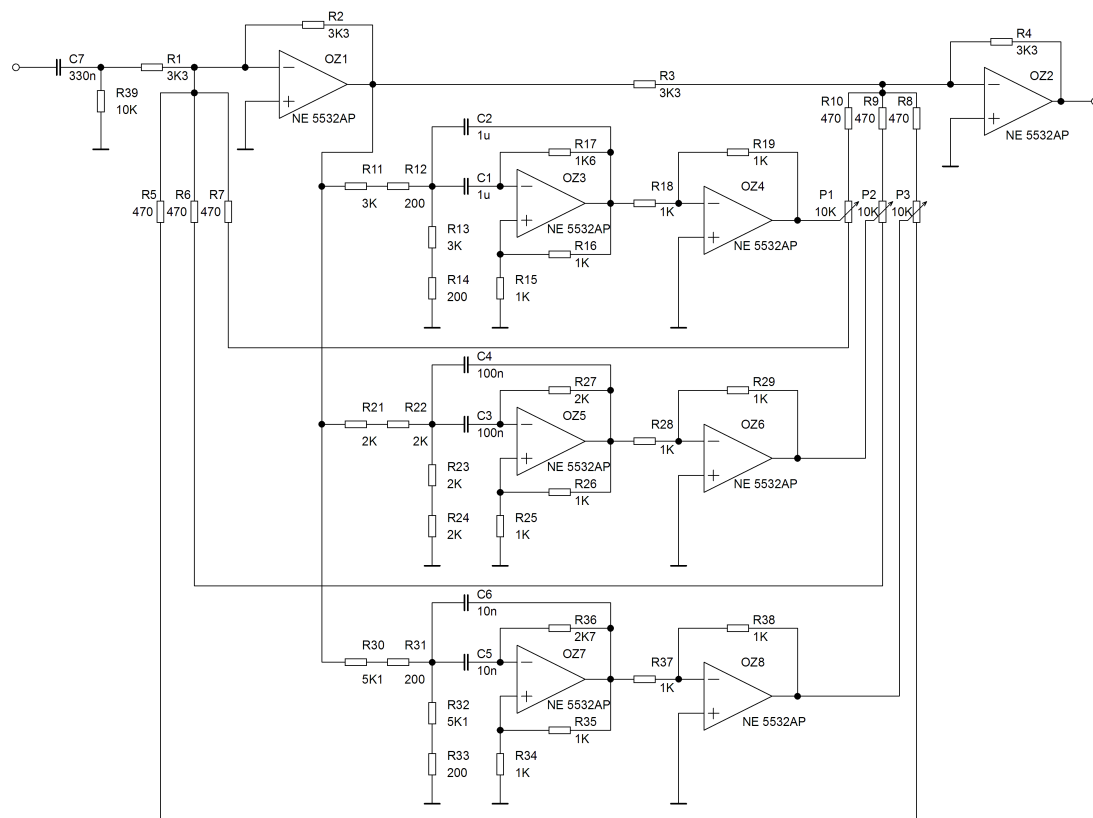 R2
3K3
R4
3K3
C7
330n
R1
3K3
OZ1
R3
3K3
OZ2
R39
10K
NE 5532AP
R10
470
R9
470
R8
470
NE 5532AP
C2
1u
R17
1K6
R19
1K
R11
3K
R12
200
C1
1u
OZ3
R18
1K
OZ4
R5
470
R6
470
R7
470
P1
10K
P2
10K
P3
10K
R13
3K
NE 5532AP
R16
1K
NE 5532AP
R14
200
R15
1K
C4
100n
R27
2K
R29
1K
R21
2K
R22
2K
C3
100n
OZ5
R28
1K
OZ6
R23
2K
NE 5532AP
R26
1K
NE 5532AP
R24
2K
R25
1K
C6
10n
R36
2K7
R38
1K
R30
5K1
R31
200
C5
10n
OZ7
R37
1K
OZ8
R32
5K1
NE 5532AP
R35
1K
NE 5532AP
R33
200
R34
1K